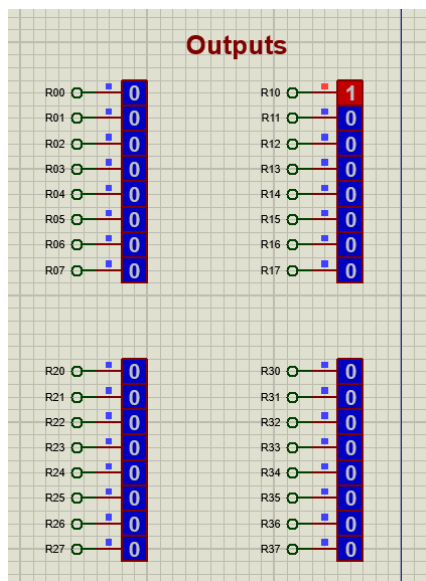 Outputs
R00 0 R10 1
R01 0 R11 0
R02 0 R12 0
R03 0 R13 0
R04 0 R14 0
R05 0 R15 0
R06 0 R16 0
R07 0 R17 0
R20 0 R30 0
R21 0 R31 0
R22 0 R32 0
R23 0 R33 0
R24 0 R34 0
R25 0 R35 0
R26 0 R36 0
R27 0 R37 0